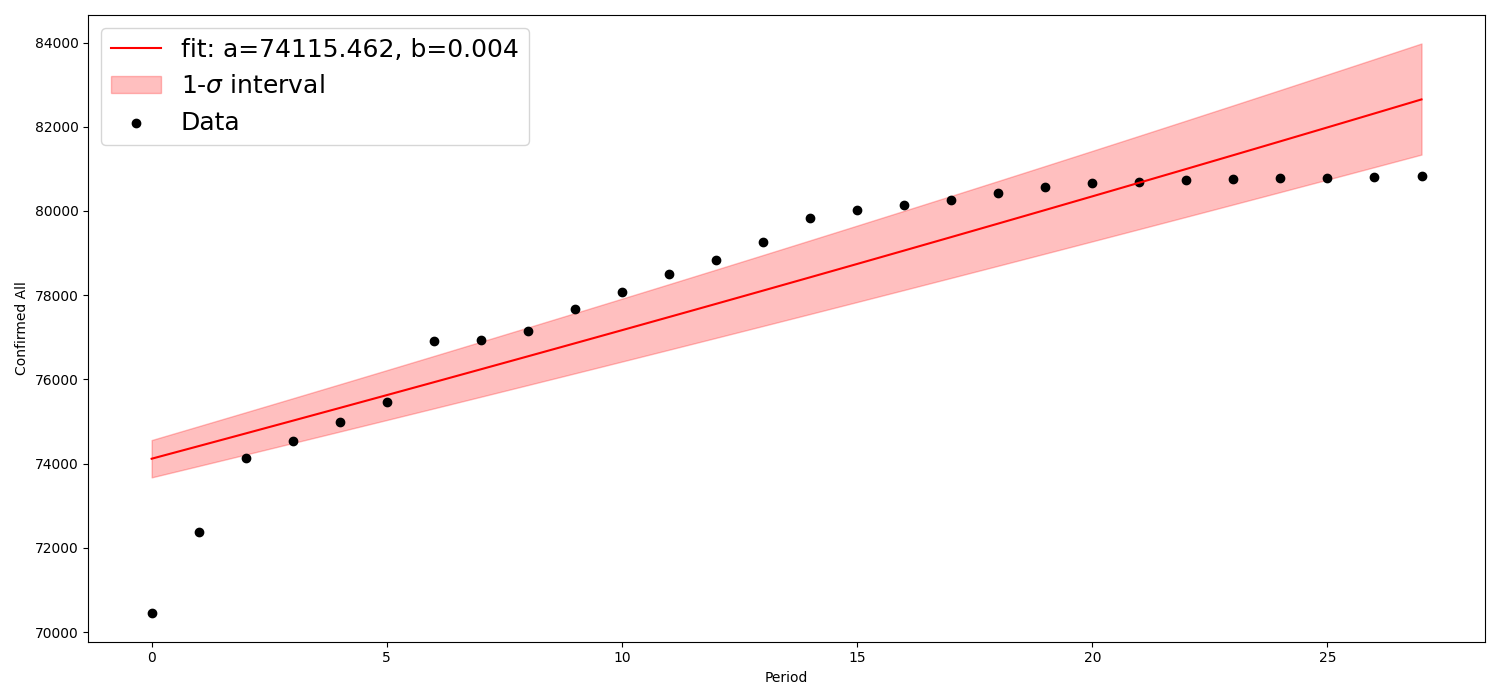 fit: a=74115.462, b=0.004
1-σ interval
Data
84000
82000
80000
78000
76000
74000
72000
70000
Confirmed All
0 5 10 15 20 25
Period